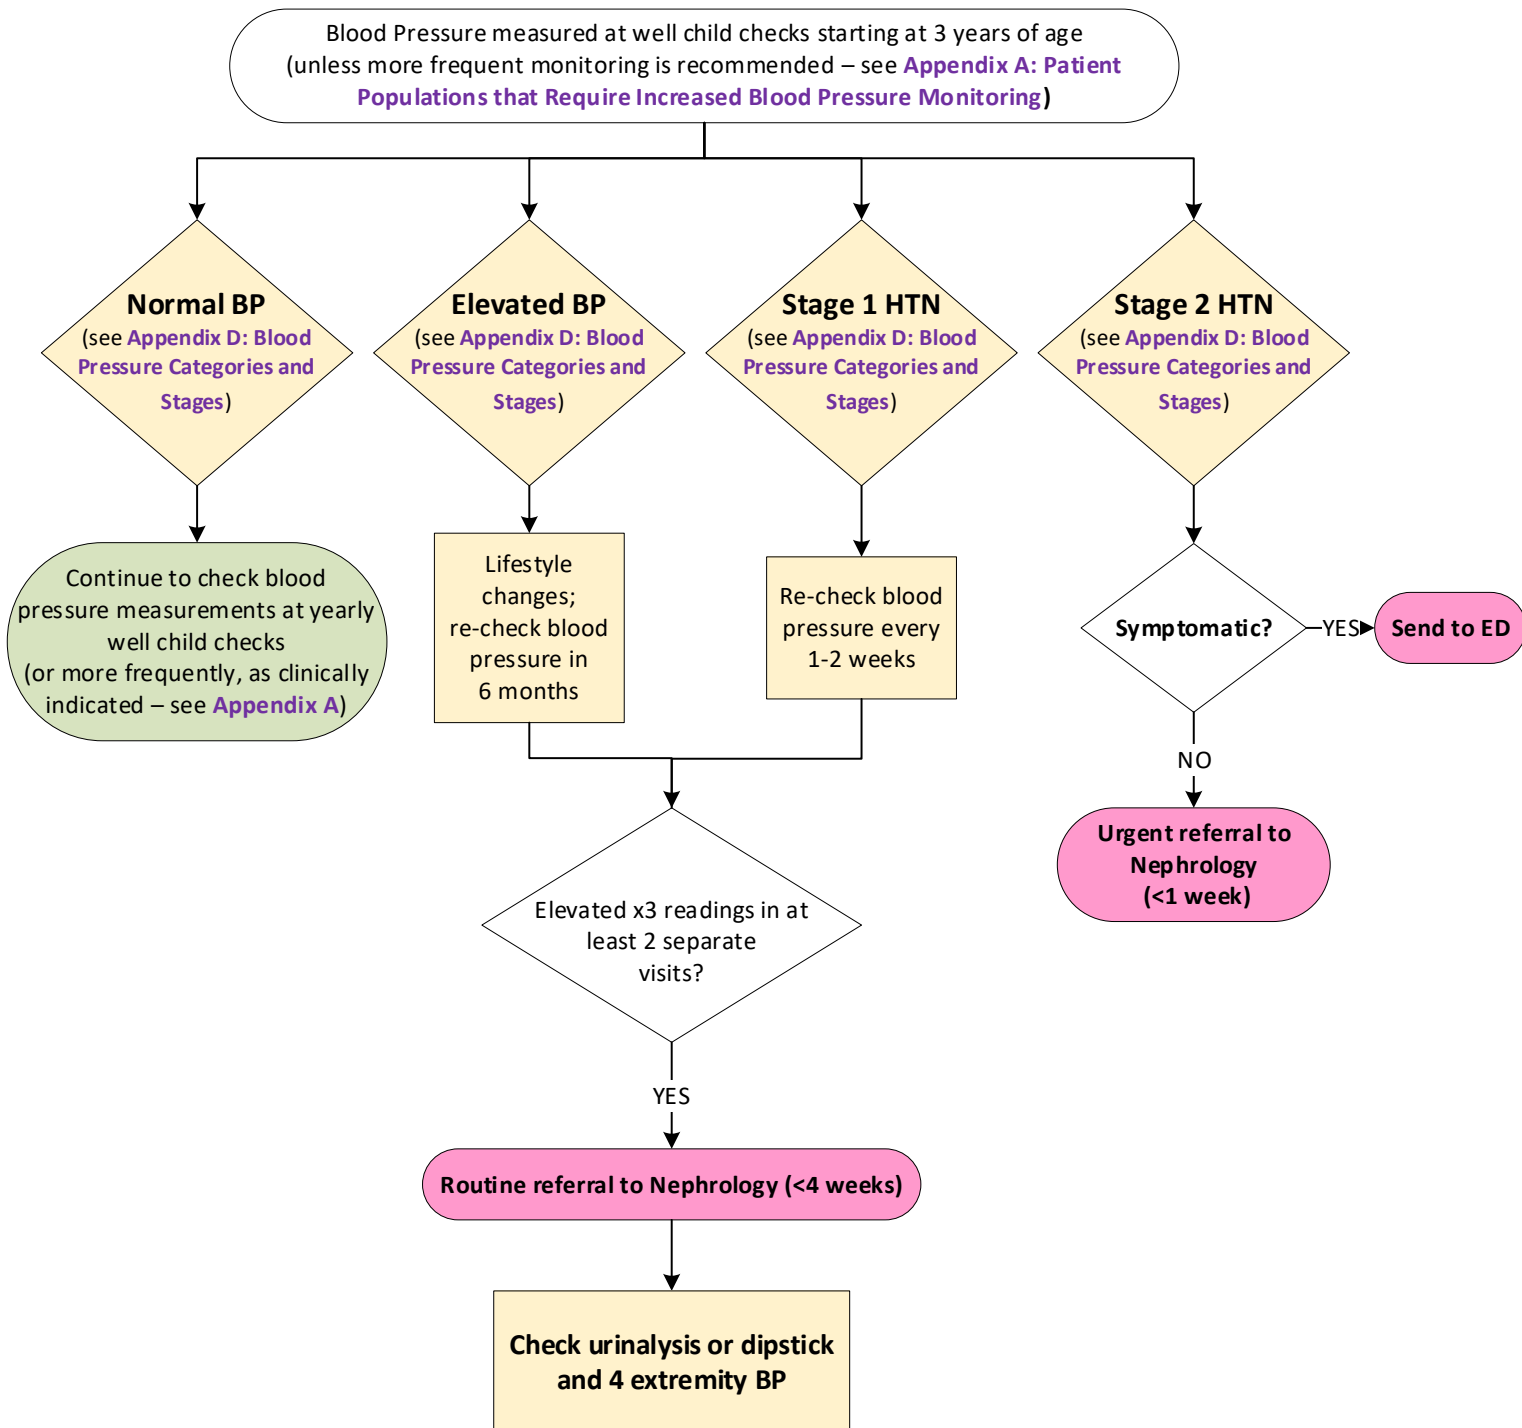 Blood Pressure measured at well child checks starting at 3 years of age
(unless more frequent monitoring is recommended – see Appendix A: Patient
Populations that Require Increased Blood Pressure Monitoring)
Normal BP
(see Appendix D: Blood
Pressure Categories and
Stages)
Elevated BP
(see Appendix D: Blood
Pressure Categories and
Stages)
Stage 1 HTN
(see Appendix D: Blood
Pressure Categories and
Stages)
Stage 2 HTN
(see Appendix D: Blood
Pressure Categories and
Stages)
Continue to check blood
pressure measurements at yearly
well child checks
(or more frequently, as clinically
indicated – see Appendix A)
Lifestyle
changes;
re-check blood
pressure in
6 months
Re-check blood
pressure every
1-2 weeks
Symptomatic?
YES
Send to ED
NO
Urgent referral to
Nephrology
(<1 week)
Elevated x3 readings in at
least 2 separate
visits?
YES
Routine referral to Nephrology (<4 weeks)
Check urinalysis or dipstick
and 4 extremity BP